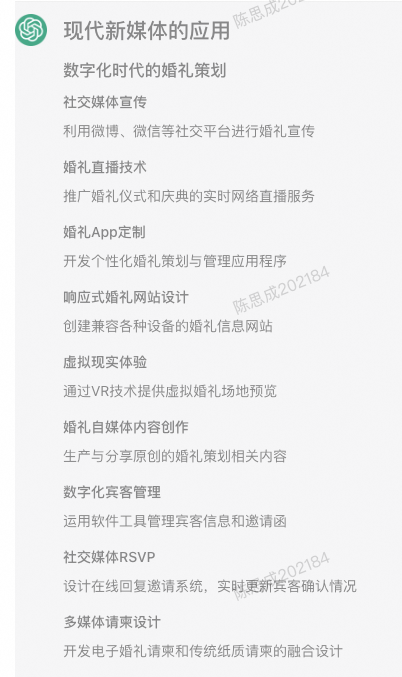 陈思成202184
现代新媒体的应用
数字化时代的婚礼策划
社交媒体宣传
利用微博、微信等社交平台进行婚礼宣传
婚礼直播技术
推广婚礼仪式和庆典的实时网络直播服务
婚礼App定制
开发个性化婚礼策划与管理应用程序
陈思成202184
响应式婚礼网站设计
创建兼容各种设备的婚礼信息网站
虚拟现实体验
通过VR技术提供虚拟婚礼场地预览
婚礼自媒体内容创作
生产与分享原创的婚礼策划相关内容
数字化宾客管理
运用软件工具管理宾客信息和邀请函
社交媒体RSVP
陈思成202184
设计在线回复邀请系统，实时更新宾客确认情况
多媒体请柬设计
开发电子婚礼请柬和传统纸质请柬的融合设计